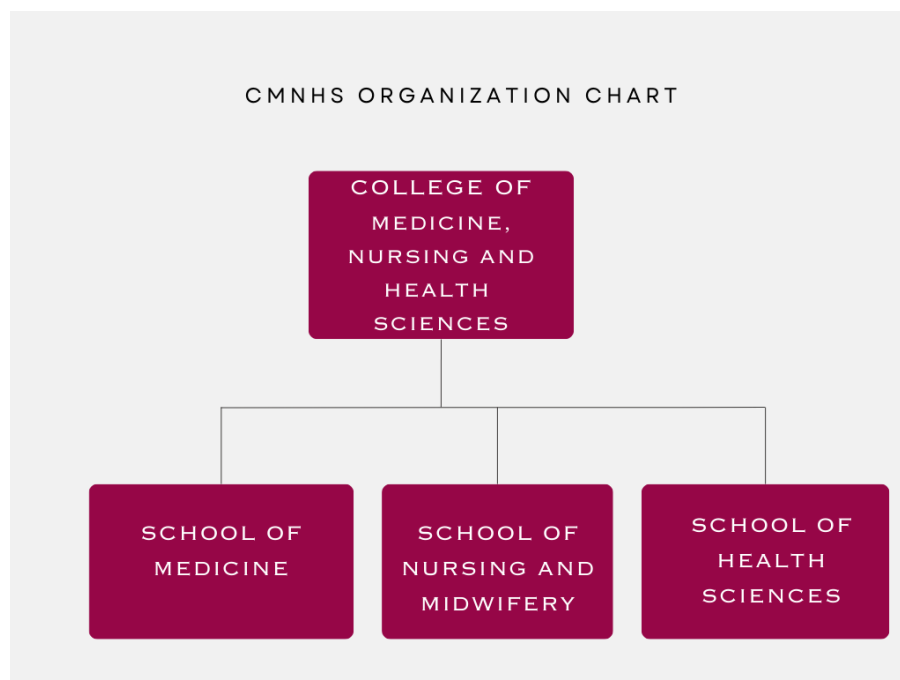 CMNHS ORGANIZATION CHART
COLLEGE OF
MEDICINE,
NURSING AND
HEALTH
SCIENCES
SCHOOL OF
MEDICINE
SCHOOL OF
NURSING AND
MIDWIFERY
SCHOOL OF
HEALTH
SCIENCES